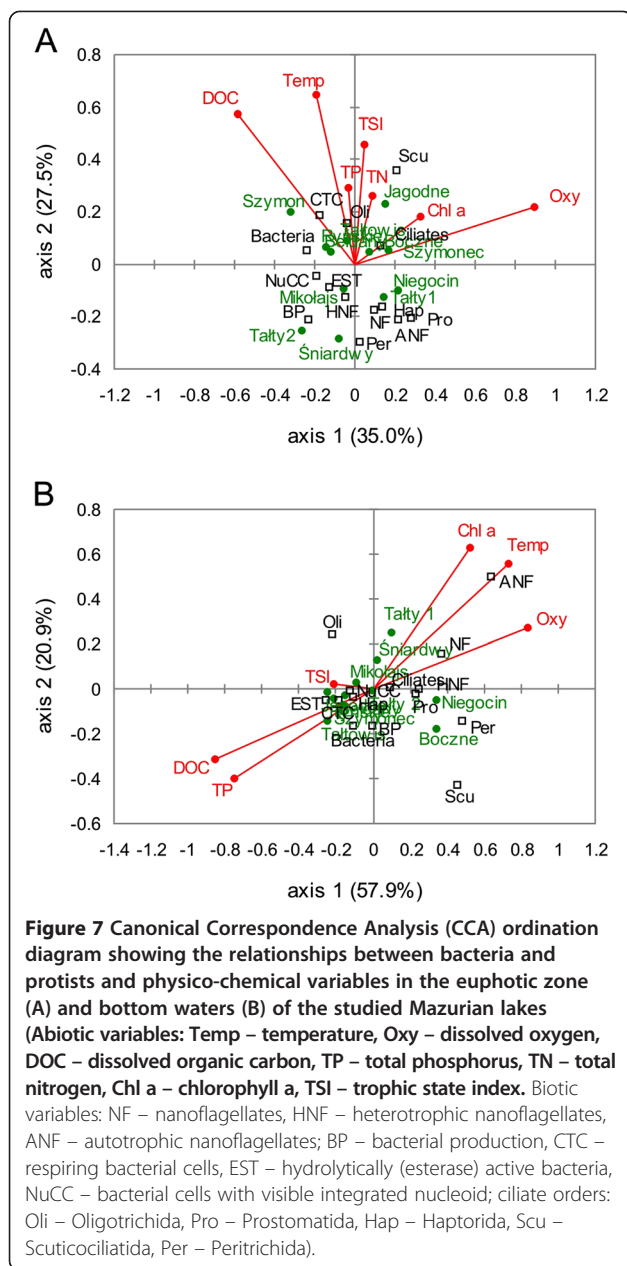 A
0.8
0.6
0.4
0.2
0
-0.2
-0.4
axis 2 (27.5%)
DOC
Temp
TSI
TP
TN
Scu
Jagodne
Oxy
Chl a
Szymon
CTC
Oli
Bacteria
Ciliates
Boczne
Szymonec
NuCC
EST
Niegocin
Mikołajs
HNF
Tałty1
BP
NF
Hap
Pro
Tałty2
ANF
Per
Śniardwy
-1.2 -1 -0.8 -0.6 -0.4 -0.2 0 0.2 0.4 0.6 0.8 1 1.2
axis 1 (35.0%)
B
0.8
0.6
0.4
0.2
0
-0.2
-0.4
-0.6
axis 2 (20.9%)
Chl a
Temp
ANF
Oxy
Oli
Tałty 1
Śniardwy
NF
Mikołajs
TSI
Ciliates
NuCC
HNF
EST
Hap
Pro
Niegocin
CTC
Szymonec
BP
Per
Tałtowis
Boczne
Bacteria
DOC
TP
Scu
-1.4 -1.2 -1 -0.8 -0.6 -0.4 -0.2 0 0.2 0.4 0.6 0.8 1 1.2
axis 1 (57.9%)
Figure 7 Canonical Correspondence Analysis (CCA) ordination
diagram showing the relationships between bacteria and
protists and physico-chemical variables in the euphotic zone
(A) and bottom waters (B) of the studied Mazurian lakes
(Abiotic variables: Temp – temperature, Oxy – dissolved oxygen,
DOC – dissolved organic carbon, TP – total phosphorus, TN – total
nitrogen, Chl a – chlorophyll a, TSI – trophic state index. Biotic
variables: NF – nanoflagellates, HNF – heterotrophic nanoflagellates,
ANF – autotrophic nanoflagellates; BP – bacterial production, CTC –
respiring bacterial cells, EST – hydrolytically (esterase) active bacteria,
NuCC – bacterial cells with visible integrated nucleoid; ciliate orders:
Oli – Oligotrichida, Pro – Prostomatida, Hap – Haptorida, Scu –
Scuticociliatida, Per – Peritrichida).